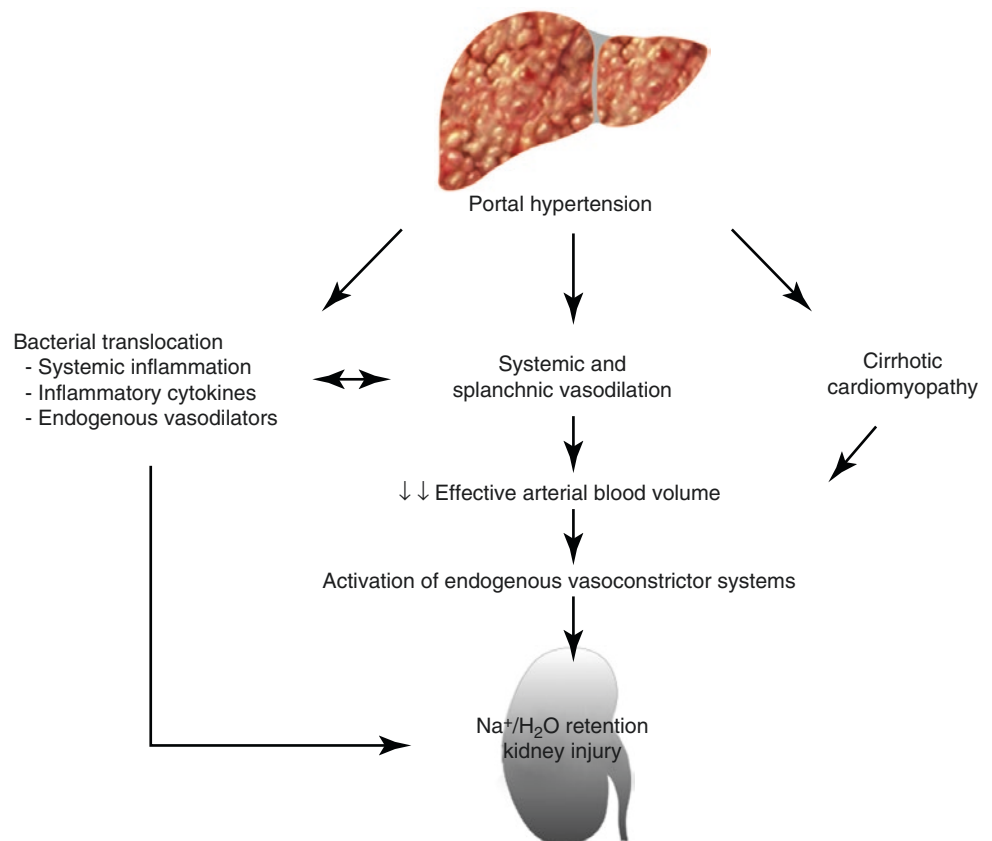 Portal hypertension
Bacterial translocation
- Systemic inflammation
- Inflammatory cytokines
- Endogenous vasodilators
Systemic and
splanchnic vasodilation
Cirrhotic
cardiomyopathy
↓↓ Effective arterial blood volume
Activation of endogenous vasoconstrictor systems
Na⁺/H₂O retention
kidney injury